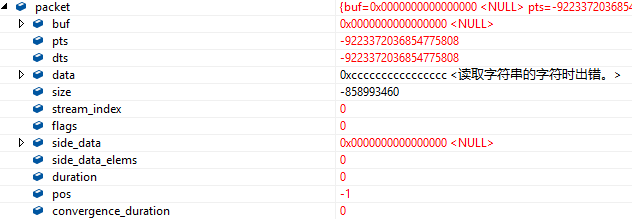 packet {buf=0x0000000000000000 <NULL> pts=-9223372036854
buf 0x0000000000000000 <NULL>
pts -9223372036854775808
dts -9223372036854775808
data 0xcccccccccccccccc <读取字符串的字符时出错。>
size -858993460
stream_index 0
flags 0
side_data 0x0000000000000000 <NULL>
side_data_elems 0
duration 0
pos -1
convergence_duration 0